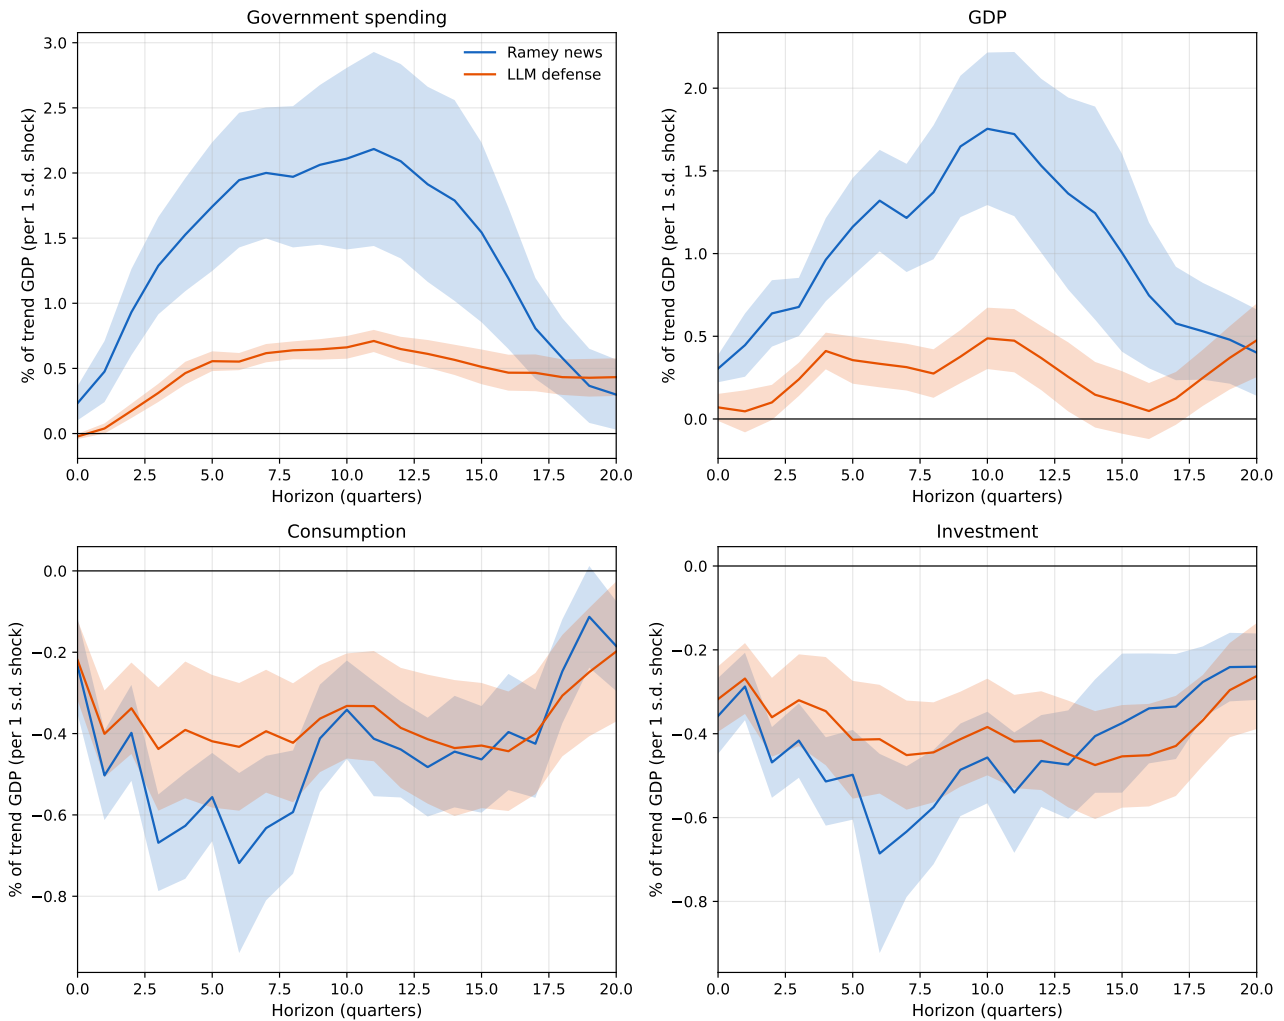 Government spending
% of trend GDP (per 1 s.d. shock)
3.0
2.5
2.0
1.5
1.0
0.5
0.0
Ramey news
LLM defense
0.0 2.5 5.0 7.5 10.0 12.5 15.0 17.5 20.0
Horizon (quarters)
GDP
% of trend GDP (per 1 s.d. shock)
2.0
1.5
1.0
0.5
0.0
0.0 2.5 5.0 7.5 10.0 12.5 15.0 17.5 20.0
Horizon (quarters)
Consumption
% of trend GDP (per 1 s.d. shock)
0.0
−0.2
−0.4
−0.6
−0.8
0.0 2.5 5.0 7.5 10.0 12.5 15.0 17.5 20.0
Horizon (quarters)
Investment
% of trend GDP (per 1 s.d. shock)
0.0
−0.2
−0.4
−0.6
−0.8
0.0 2.5 5.0 7.5 10.0 12.5 15.0 17.5 20.0
Horizon (quarters)